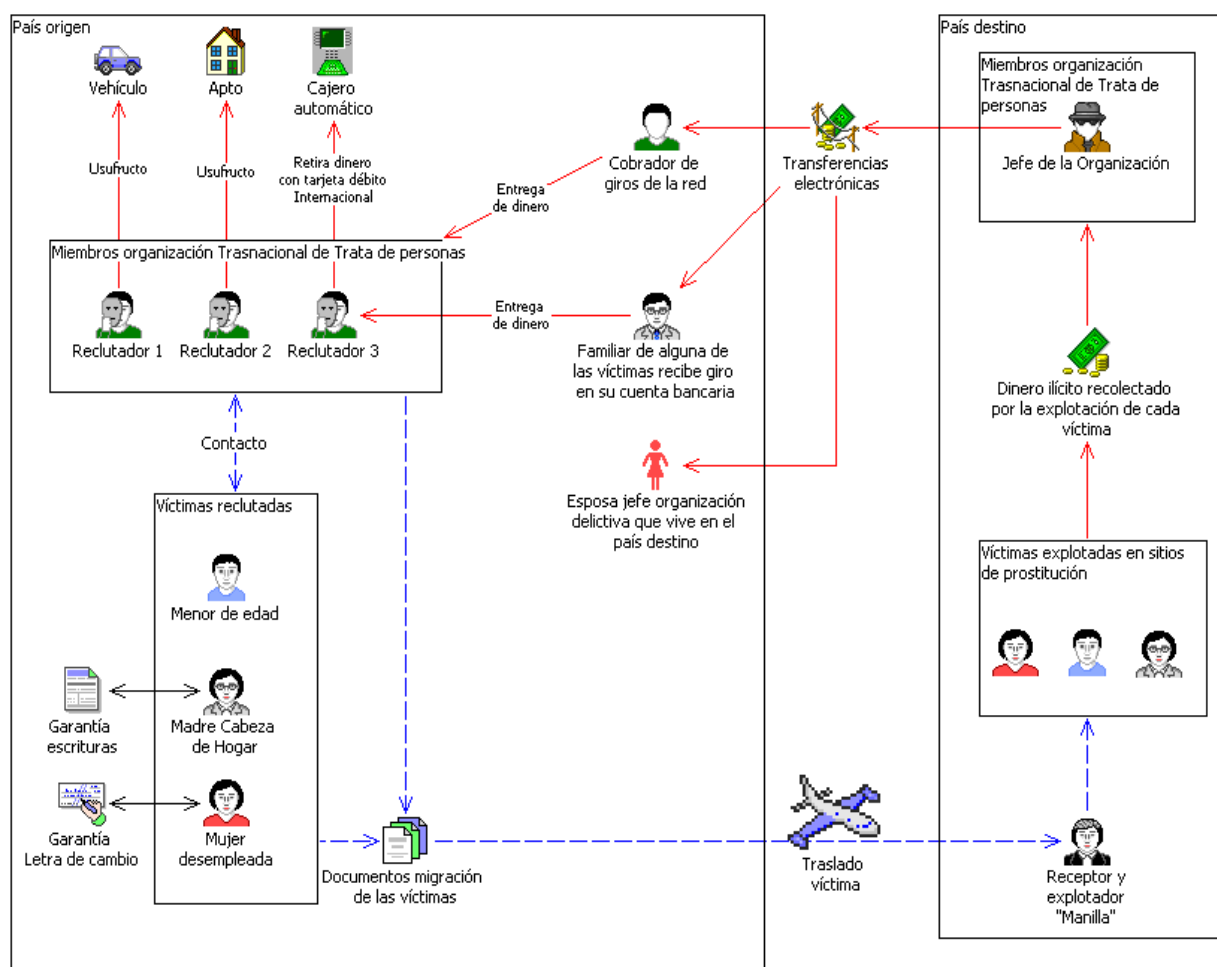 País origen
Vehículo
Apto
Cajero
automático
Usufructo
Usufructo
Retira dinero
con tarjeta débito
Internacional
Miembros organización Trasnacional de Trata de personas
Reclutador 1
Reclutador 2
Reclutador 3
Cobrador de
giros de la red
Entrega
de dinero
Transferencias
electrónicas
Entrega
de dinero
Familiar de alguna de
las víctimas recibe giro
en su cuenta bancaria
Esposa jefe organización
delictiva que vive en el
país destino
Contacto
Víctimas reclutadas
Menor de edad
Garantía
escrituras
Madre Cabeza
de Hogar
Garantía
Letra de cambio
Mujer
desempleada
Documentos migración
de las víctimas
Traslado
víctima
País destino
Miembros organización
Trasnacional de Trata de
personas
Jefe de la Organización
Dinero ilícito recolectado
por la explotación de cada
víctima
Víctimas explotadas en sitios
de prostitución
Receptor y
explotador
"Manilla"